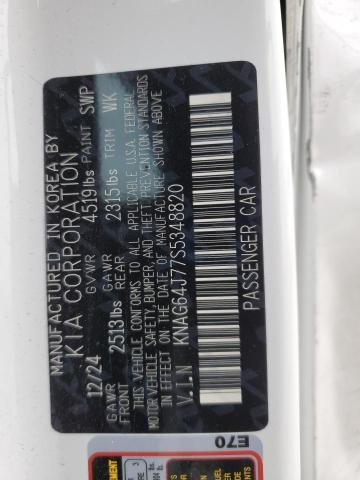 MANUFACTURED IN KOREA BY
KIA CORPORATION
12/24 GVWR 4519lbs PAINT SWP
GAWR FRONT 2513lbs GAWR REAR 2315lbs TRIM WK
THIS VEHICLE CONFORMS TO ALL APPLICABLE U.S.A. FEDERAL
MOTOR VEHICLE SAFETY, BUMPER, AND THEFT PREVENTION STANDARDS
IN EFFECT ON THE DATE OF MANUFACTURE SHOWN ABOVE
V.I.N KNAG64J77S5348820
PASSENGER CAR
E70